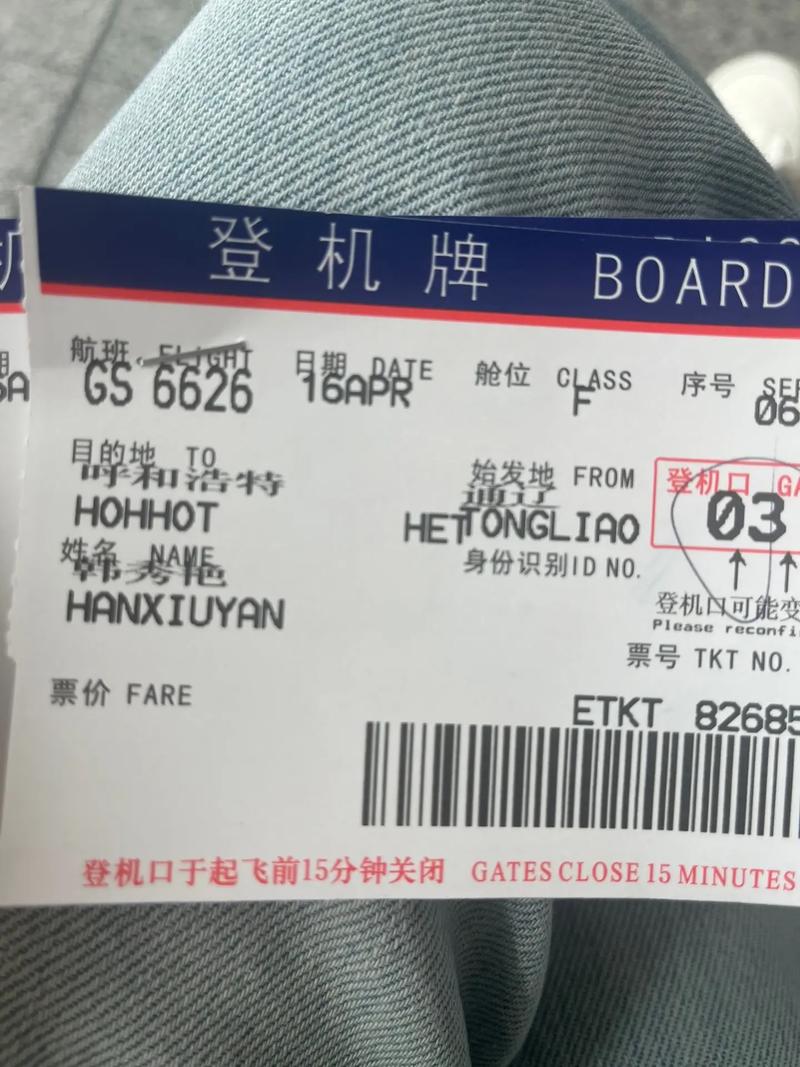 登机牌 BOARD
航班 FLIGHT 日期 DATE 舱位 CLASS 序号 SER
GS 6626 16APR F 06
目的地 TO 始发地 FROM 登机口 GA
呼和浩特 通辽 03
HOHHOT HET TONGLIAO
姓名 NAME 身份识别ID NO.
韩秀艳
HANXIUYAN 登机口可能变
Please reconfi
票号 TKT NO.
票价 FARE
ETKT 82685
登机口于起飞前15分钟关闭 GATES CLOSE 15 MINUTES